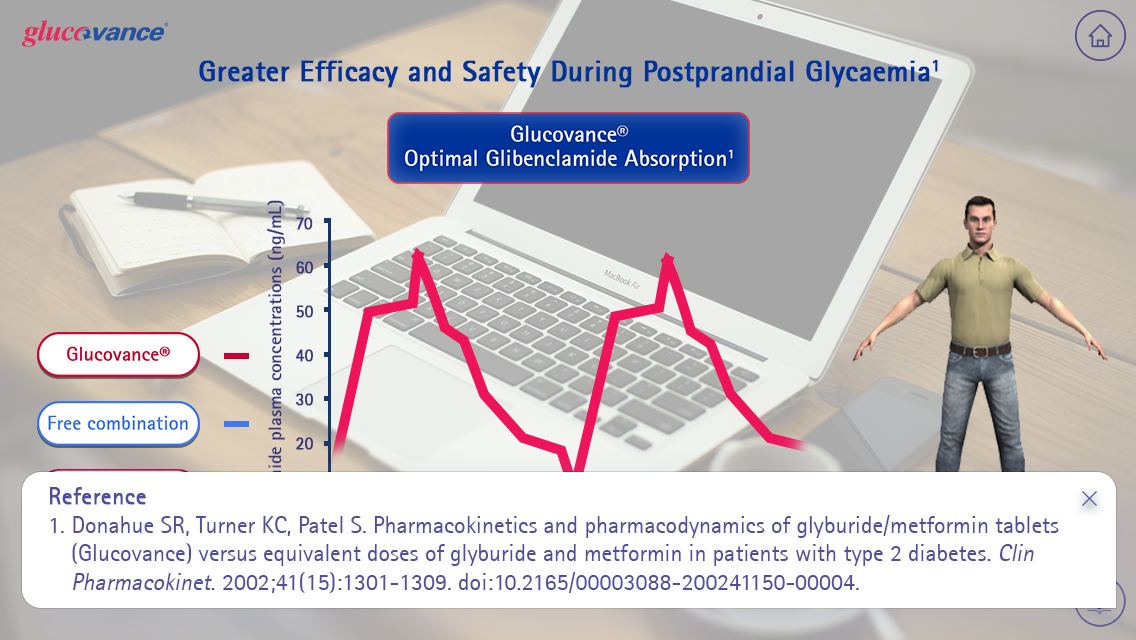 glucovance®
Greater Efficacy and Safety During Postprandial Glycaemia¹
Glucovance®
Optimal Glibenclamide Absorption¹
plasma concentrations (ng/mL)
70
60
50
40
30
20
MacBook Air
Glucovance®
Free combination
Reference
1. Donahue SR, Turner KC, Patel S. Pharmacokinetics and pharmacodynamics of glyburide/metformin tablets
(Glucovance) versus equivalent doses of glyburide and metformin in patients with type 2 diabetes. Clin
Pharmacokinet. 2002;41(15):1301-1309. doi:10.2165/00003088-200241150-00004.